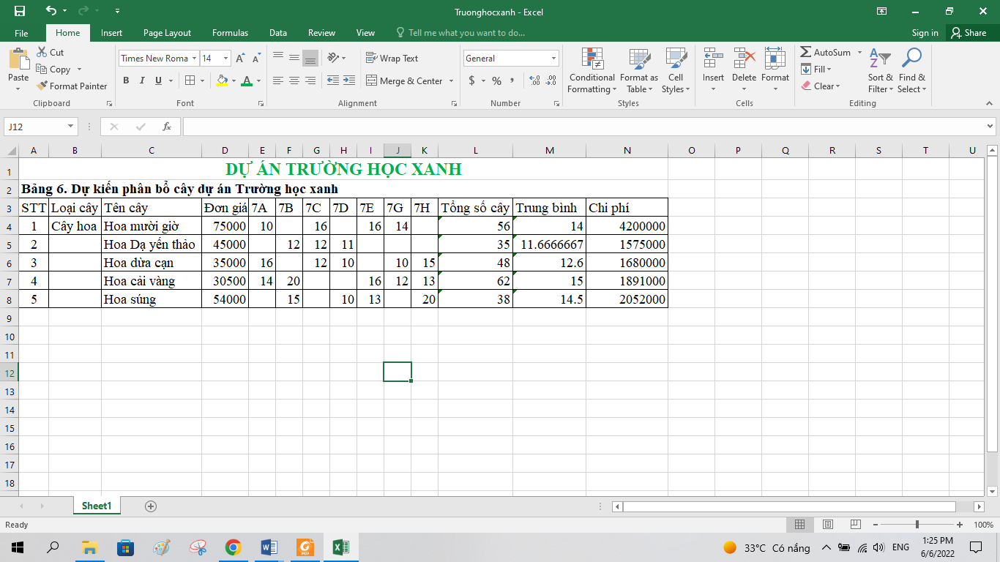 Truonghocxanh - Excel
File Home Insert Page Layout Formulas Data Review View Tell me what you want to do... Sign in Share
Paste Cut Copy Format Painter Clipboard
Times New Roma 14 B I U A Font
Wrap Text Merge & Center Alignment
General $ % , Number
Conditional Formatting Format as Table Cell Styles Styles
Insert Delete Format Cells
AutoSum Fill Clear Sort & Filter Find & Select Editing
J12 fx
A B C D E F G H I J K L M N O P Q R S T U
1 DỰ ÁN TRƯỜNG HỌC XANH
2 Bảng 6. Dự kiến phân bổ cây dự án Trường học xanh
3 STT Loại cây Tên cây Đơn giá 7A 7B 7C 7D 7E 7G 7H Tổng số cây Trung bình Chi phí
4 1 Cây hoa Hoa mười giờ 75000 10 16 16 14 56 14 4200000
5 2 Hoa Dạ yến thảo 45000 12 12 11 35 11.6666667 1575000
6 3 Hoa dừa cạn 35000 16 12 10 10 15 48 12.6 1680000
7 4 Hoa cải vàng 30500 14 20 16 12 13 62 15 1891000
8 5 Hoa súng 54000 15 10 13 20 38 14.5 2052000
9
10
11
12
13
14
15
16
17
18
Sheet1
Ready 100%
33°C Có nắng ENG 1:25 PM
6/6/2022